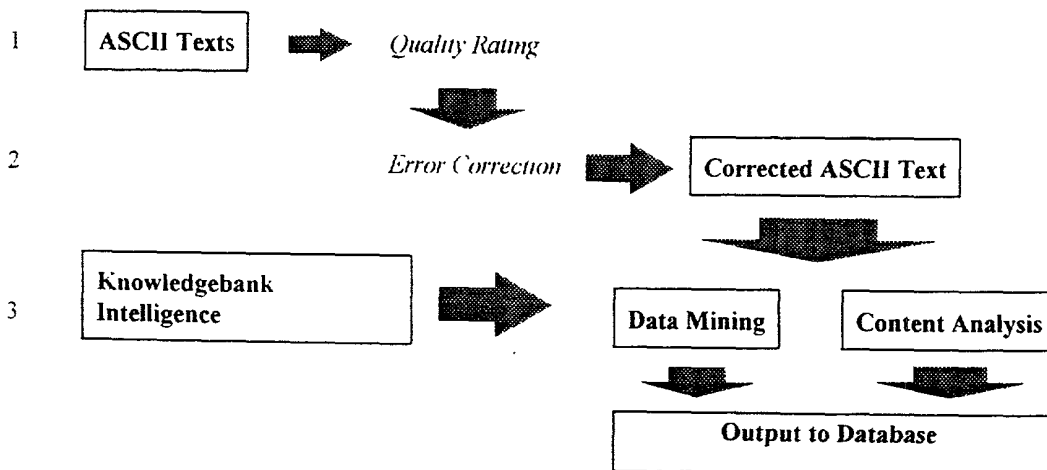 1 ASCII Texts Quality Rating
2 Error Correction Corrected ASCII Text
Knowledgebank
3 Intelligence Data Mining Content Analysis
Output to Database